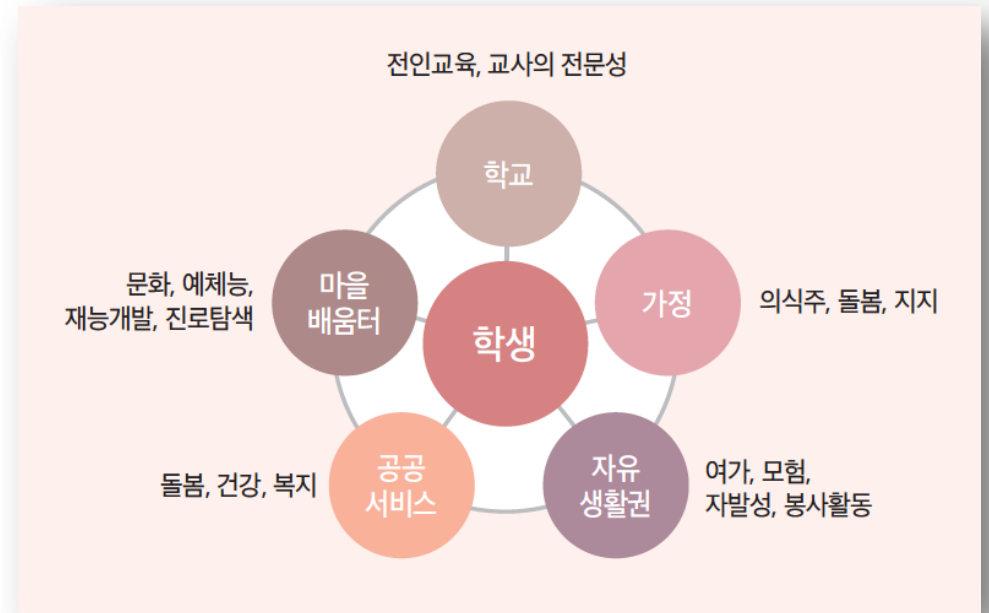 전인교육, 교사의 전문성
학교
마을
배움터
문화, 예체능,
재능개발, 진로탐색
가정
의식주, 돌봄, 지지
학생
공공
서비스
돌봄, 건강, 복지
자유
생활권
여가, 모험,
자발성, 봉사활동